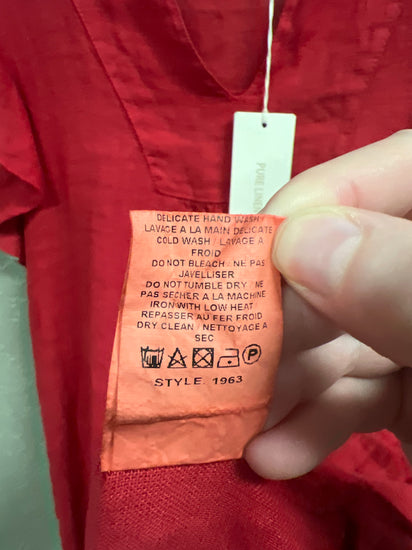 PURE LINEN
DELICATE HAND WASH
LAVAGE A LA MAIN DELICATE
COLD WASH / LAVAGE A
FROID
DO NOT BLEACH / NE PAS
JAVELLISER
DO NOT TUMBLE DRY / NE
PAS SECHER A LA MACHINE
IRON WITH LOW HEAT
REPASSER AU FER FROID
DRY CLEAN / NETTOYAGE A
SEC
P
STYLE. 1963